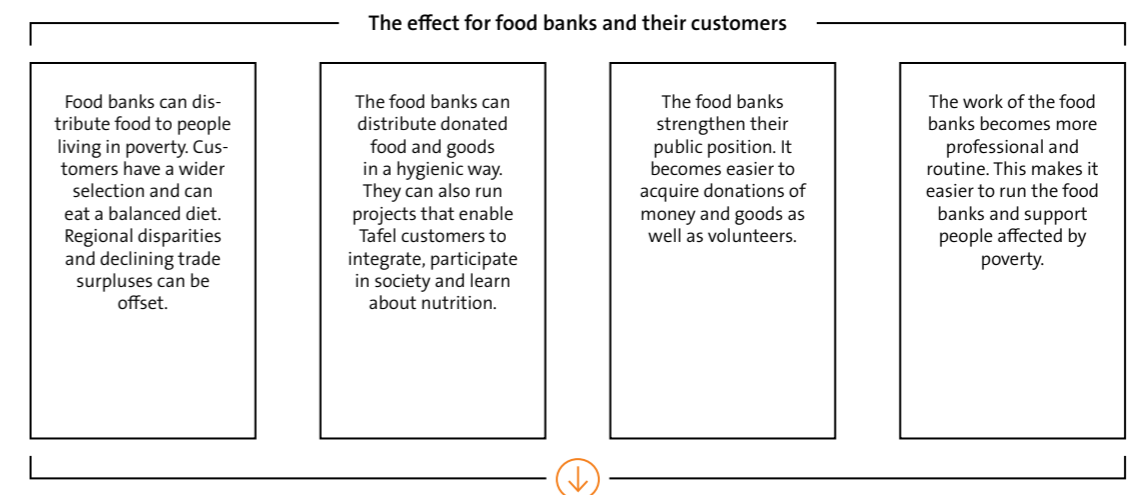 The effect for food banks and their customers
Food banks can dis-
tribute food to people
living in poverty. Cus-
tomers have a wider
selection and can
eat a balanced diet.
Regional disparities
and declining trade
surpluses can be
offset.
The food banks can
distribute donated
food and goods
in a hygienic way.
They can also run
projects that enable
Tafel customers to
integrate, participate
in society and learn
about nutrition.
The food banks
strengthen their
public position. It
becomes easier to
acquire donations of
money and goods as
well as volunteers.
The work of the food
banks becomes more
professional and
routine. This makes it
easier to run the food
banks and support
people affected by
poverty.